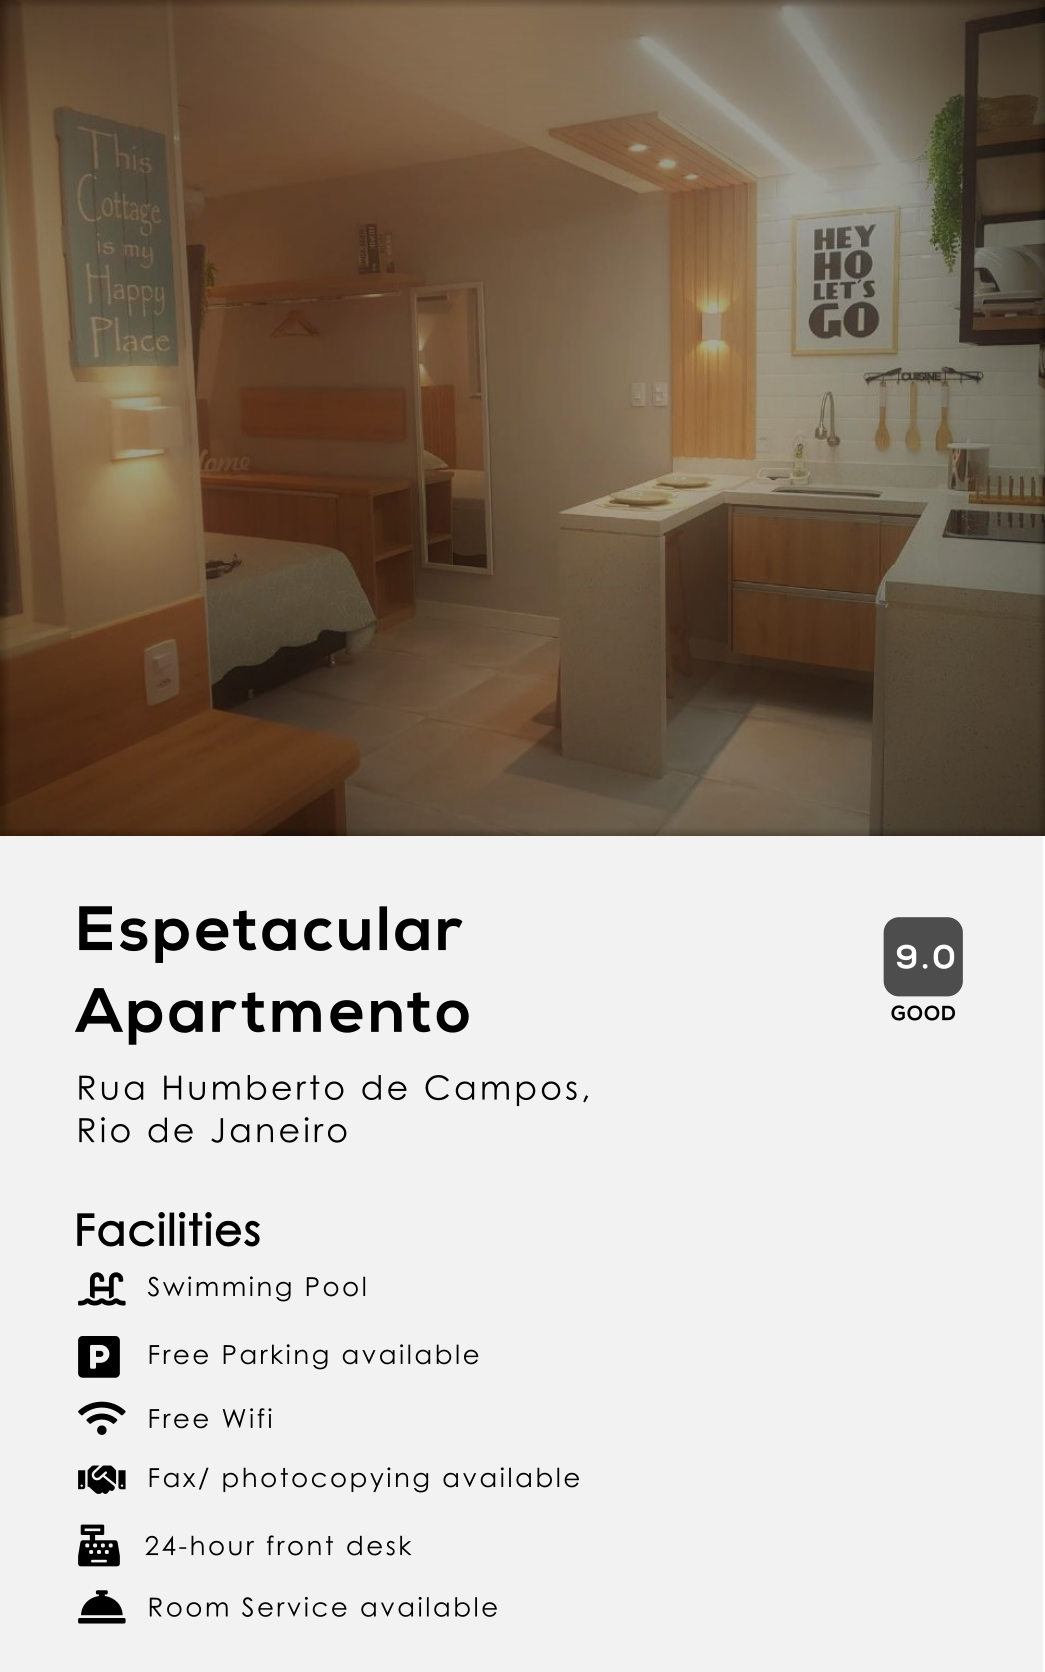 This
Cottage
is my
Happy
Place
HEY
HO
LET'S
GO
CUISINE
Home
Espetacular
Apartmento
9.0
GOOD
Rua Humberto de Campos,
Rio de Janeiro
Facilities
Swimming Pool
P Free Parking available
Free Wifi
Fax/ photocopying available
24-hour front desk
Room Service available